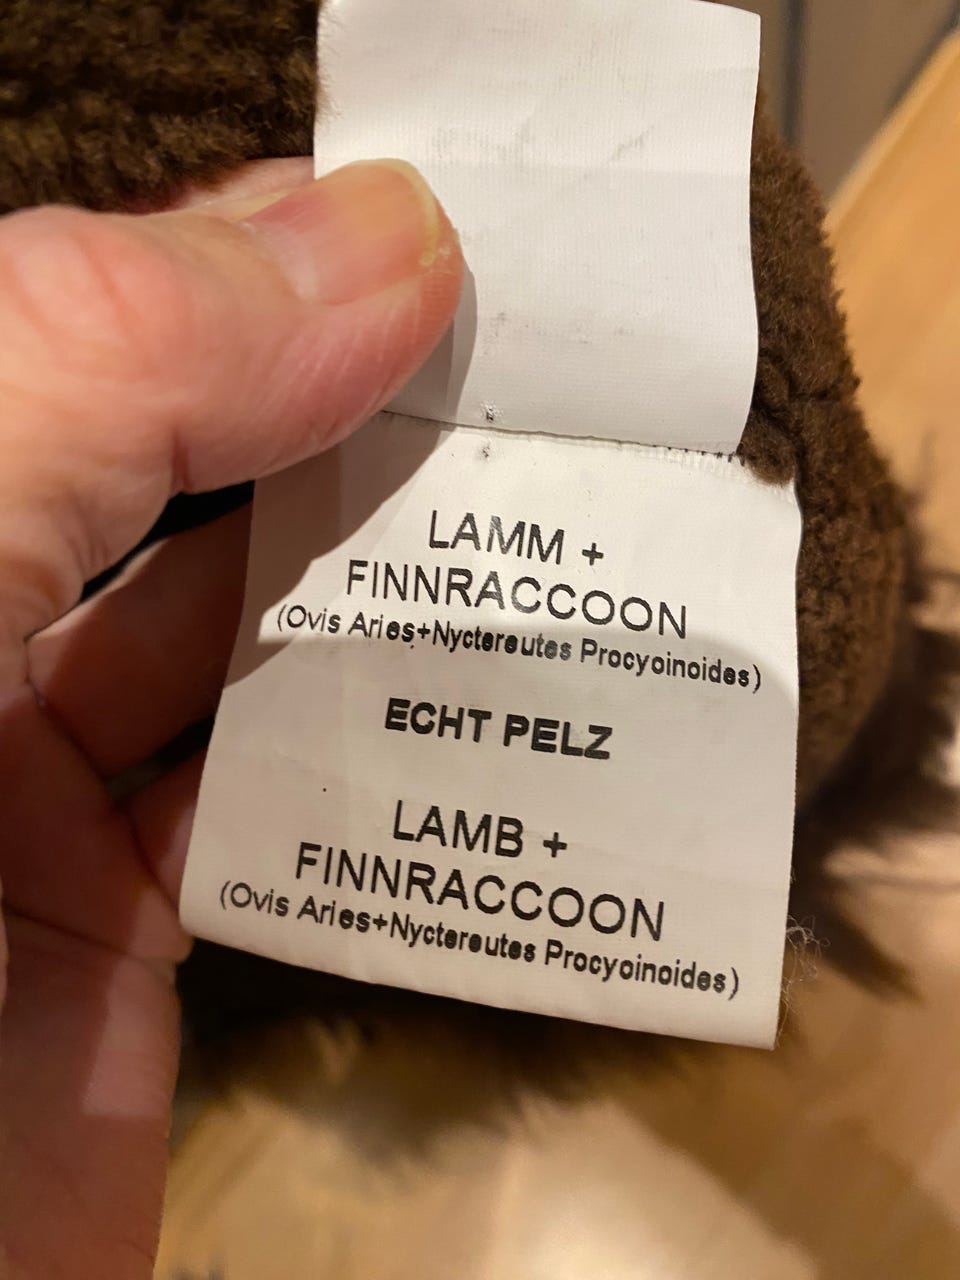 LAMM +
FINNRACCOON
(Ovis Aries+Nyctereutes Procyoinoides)
ECHT PELZ
LAMB +
FINNRACCOON
(Ovis Aries+Nyctereutes Procyoinoides)